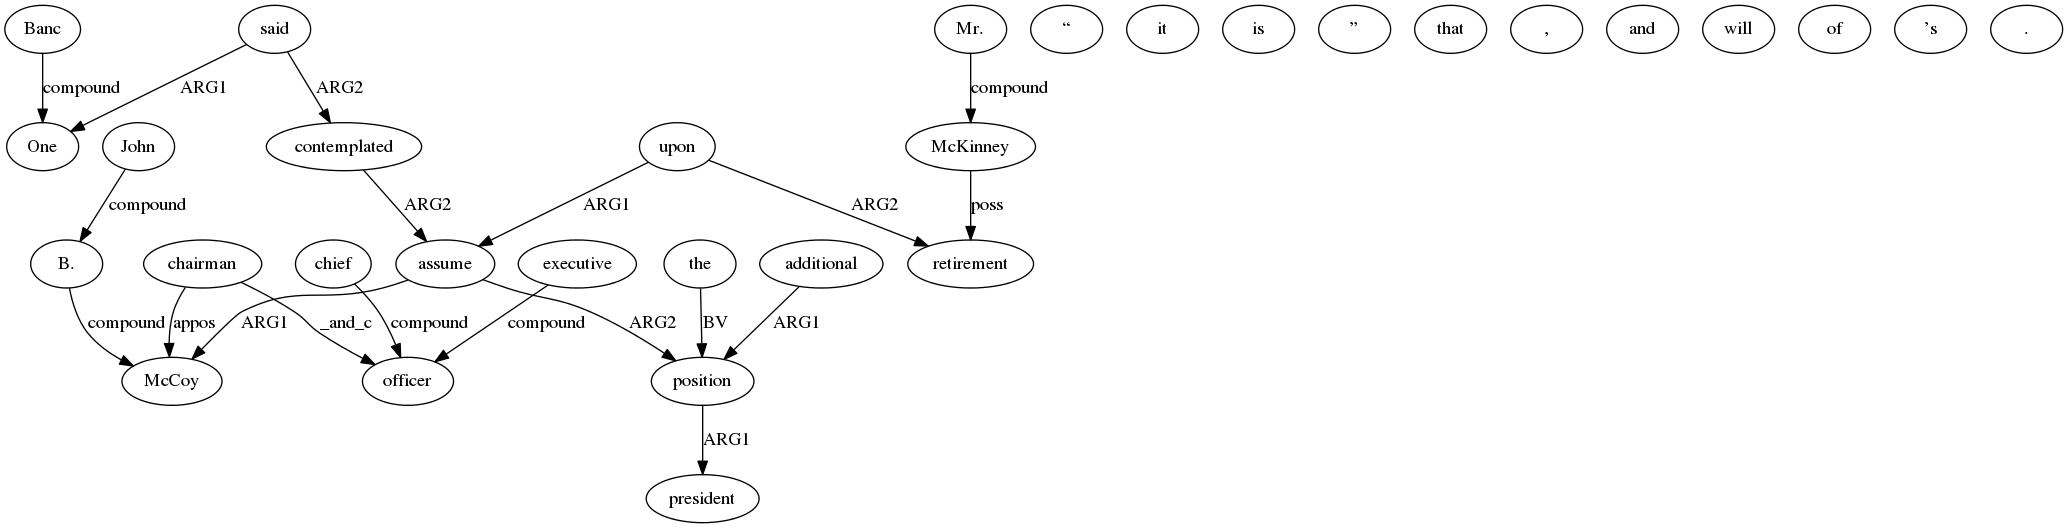 Banc said Mr. “ it is ” that , and will of ’s .
compound ARG1 ARG2 compound
One John contemplated upon McKinney
compound ARG2 ARG1 ARG2 poss
B. chairman chief assume executive the additional retirement
compound appos ARG1 _and_c compound compound ARG2 BV ARG1
McCoy officer position
ARG1
president